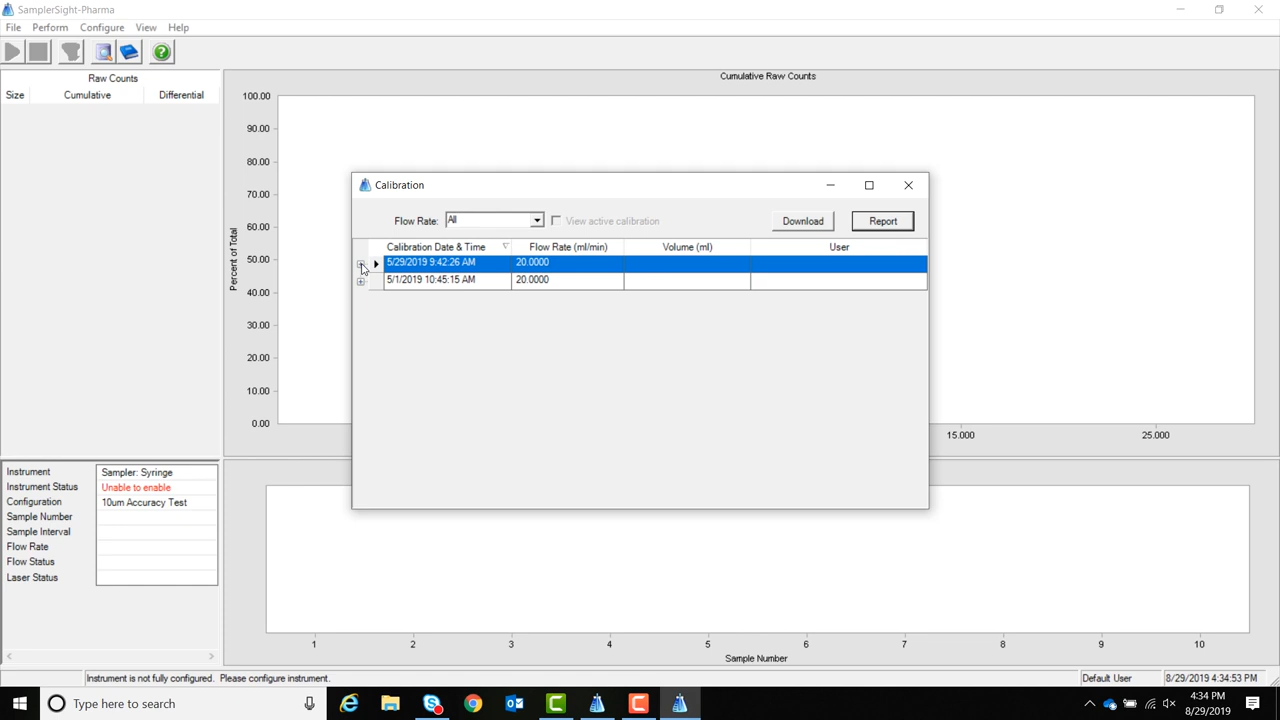 SamplerSight-Pharma
File Perform Configure View Help
Raw Counts
Size Cumulative Differential
Cumulative Raw Counts
Percent of Total
100.00
90.00
80.00
70.00
60.00
50.00
40.00
30.00
20.00
10.00
0.00
15.000 25.000
Calibration
Flow Rate: All View active calibration Download Report
Calibration Date & Time Flow Rate (ml/min) Volume (ml) User
5/29/2019 9:42:26 AM 20.0000
5/1/2019 10:45:15 AM 20.0000
Instrument Sampler: Syringe
Instrument Status Unable to enable
Configuration 10um Accuracy Test
Sample Number
Sample Interval
Flow Rate
Flow Status
Laser Status
1 2 3 4 5 6 7 8 9 10
Sample Number
Instrument is not fully configured. Please configure instrument. Default User 8/29/2019 4:34:53 PM
Type here to search
4:34 PM
8/29/2019